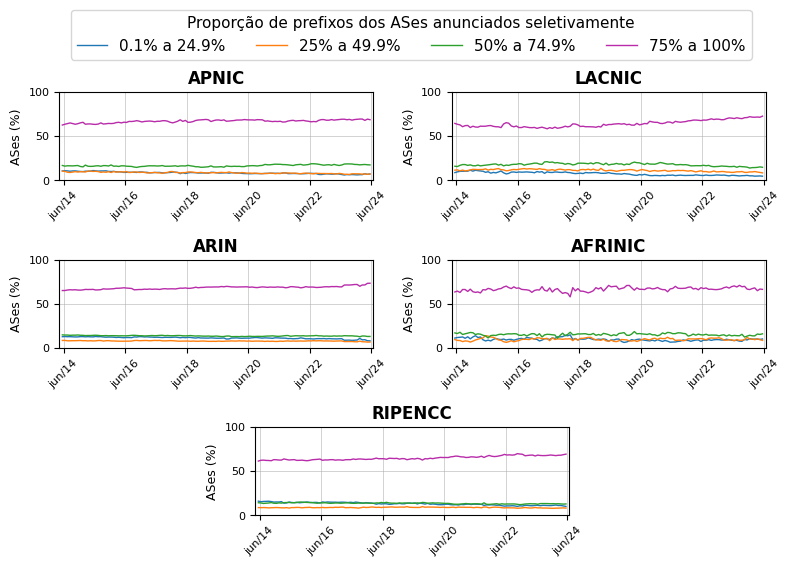 Proporção de prefixos dos ASes anunciados seletivamente
0.1% a 24.9% 25% a 49.9% 50% a 74.9% 75% a 100%
APNIC
ASes (%)
100
50
0
jun/14 jun/16 jun/18 jun/20 jun/22 jun/24
LACNIC
ASes (%)
100
50
0
jun/14 jun/16 jun/18 jun/20 jun/22 jun/24
ARIN
ASes (%)
100
50
0
jun/14 jun/16 jun/18 jun/20 jun/22 jun/24
AFRINIC
ASes (%)
100
50
0
jun/14 jun/16 jun/18 jun/20 jun/22 jun/24
RIPENCC
ASes (%)
100
50
0
jun/14 jun/16 jun/18 jun/20 jun/22 jun/24